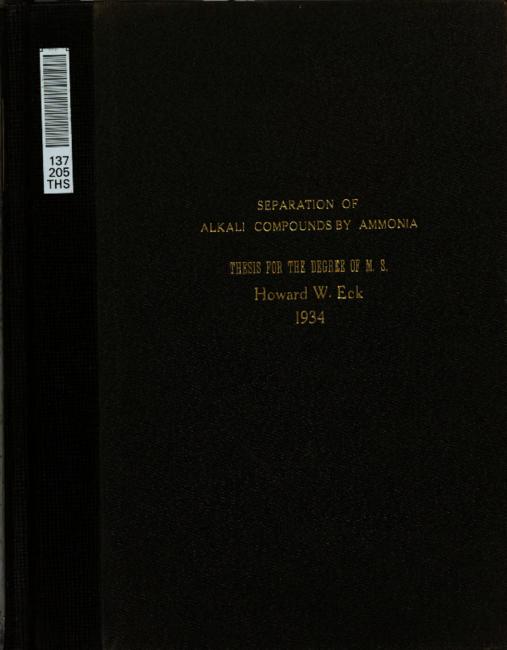 137
205
THS
SEPARATION OF
ALKALI COMPOUNDS BY AMMONIA
THESIS FOR THE DEGREE OF M. S.
Howard W. Eck
1934